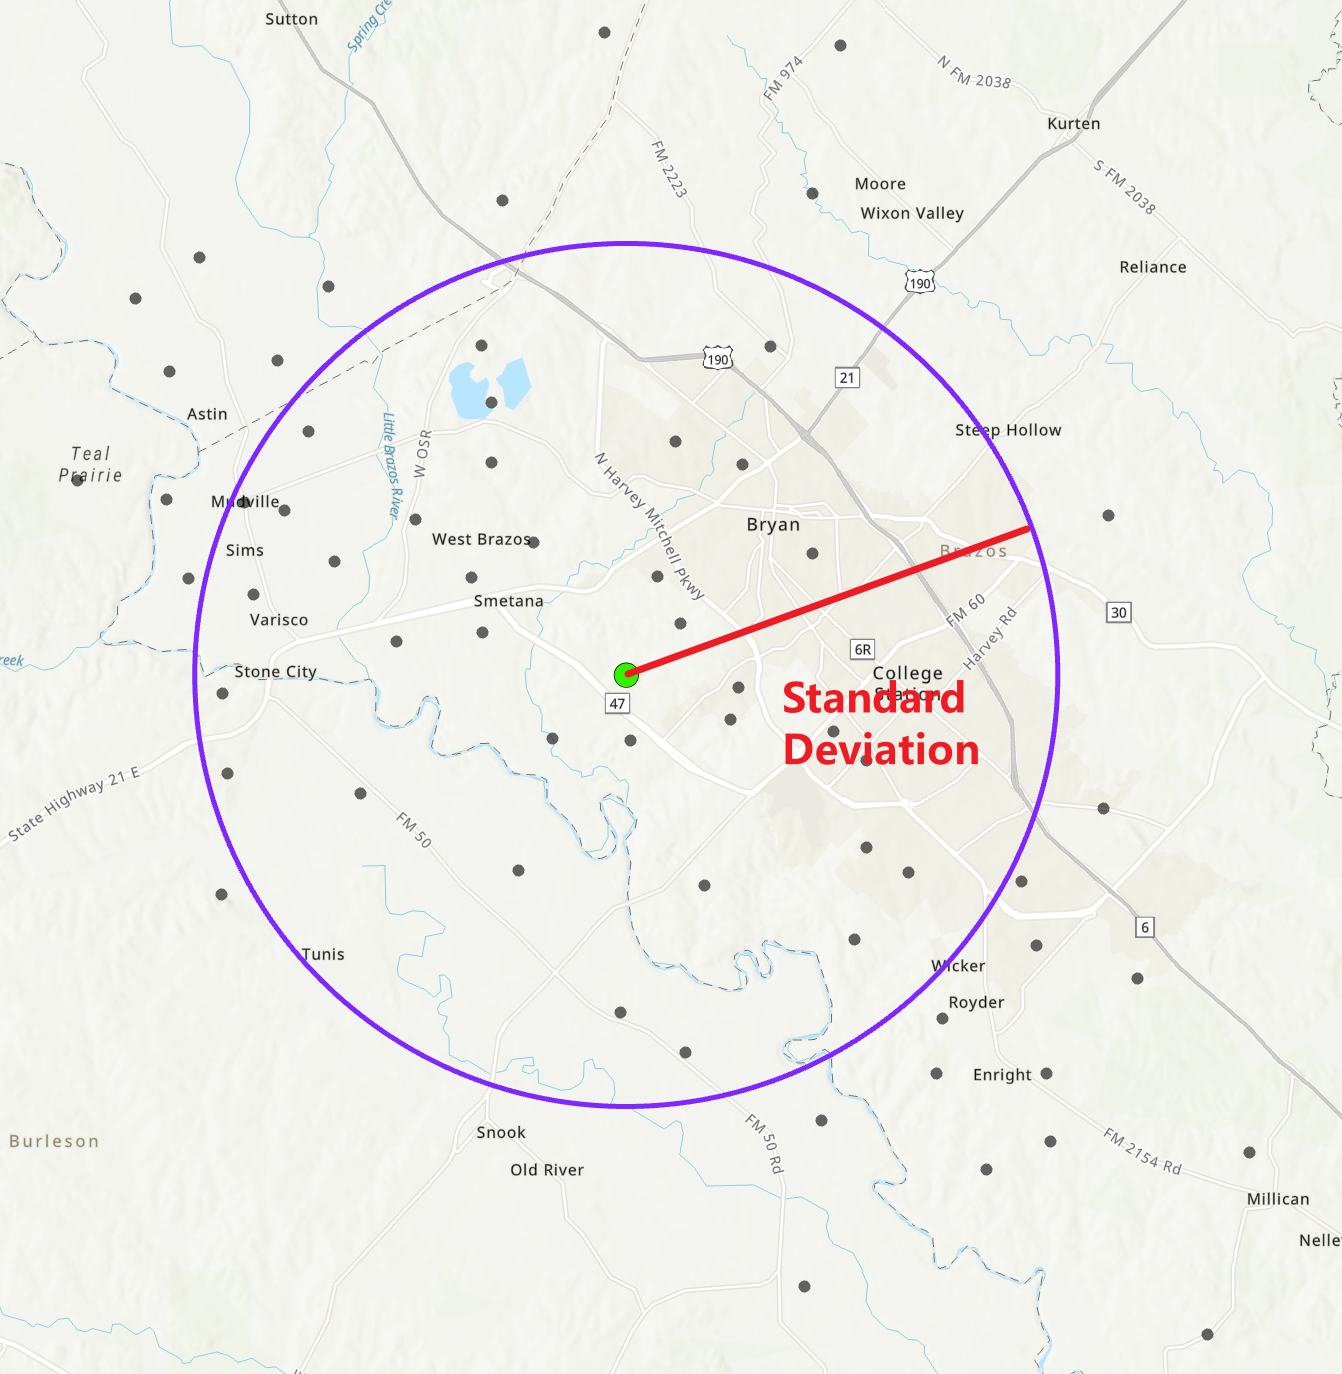 Sutton
Spring Cre
FM 974
N FM 2038
Kurten
FM 2223
S FM 2038
Moore
Wixon Valley
Reliance
190
190
21
Astin
Little Brazos River
W OSR
Steep Hollow
Teal
Prairie
N Harvey Mitchell Pkwy
Mudville
Bryan
West Brazos
Sims
Brazos
Smetana
FM 60
30
Varisco
Harvey Rd
6R
reek
Stone City
College
Station
47
Standard
Deviation
State Highway 21 E
FM 50
6
Tunis
Wicker
Royder
Enright
Snook
FM 50 Rd
Burleson
FM 2154 Rd
Old River
Millican
Nelle